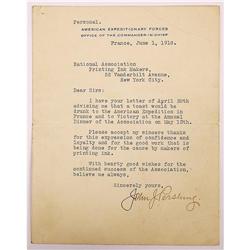 Personal.
AMERICAN EXPEDITIONARY FORCES
OFFICE OF THE COMMANDER-IN-CHIEF
France, June 1, 1918.
National Association
Printing Ink Makers,
52 Vanderbilt Avenue,
New York City.
Dear Sirs:
I have your letter of April 30th
advising me that a toast would be
drunk to the American Expedition in
France and to Victory at the Annual
Dinner of the Association on May 10th.
Please accept my sincere thanks
for this expression of confidence and
loyalty and for the good work that is
being done for the cause by makers of
printing ink.
With hearty good wishes for the
continued success of the Association,
believe me always,
Sincerely yours,
John J. Pershing.